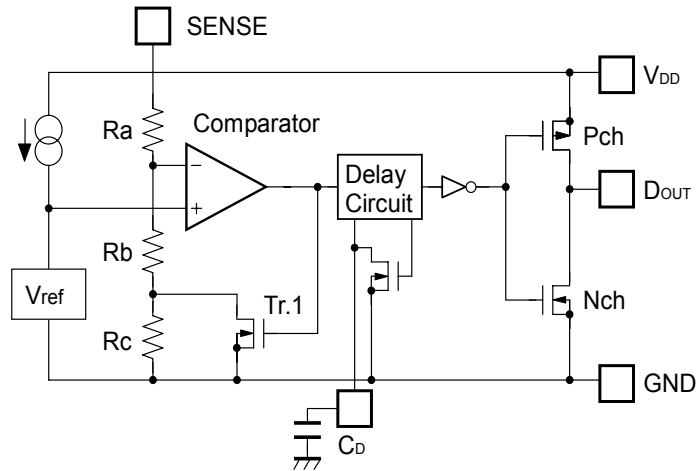 SENSE
VDD
Ra
Comparator
Pch
−
+
Delay
Circuit
DOUT
Rb
Vref
Tr.1
Nch
Rc
GND
CD